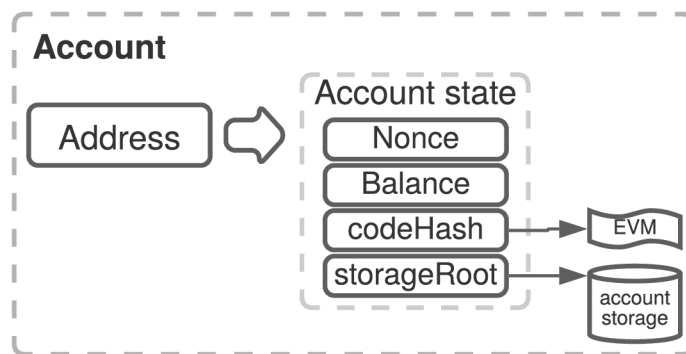 Account
Address
Account state
Nonce
Balance
codeHash
EVM
storageRoot
account
storage